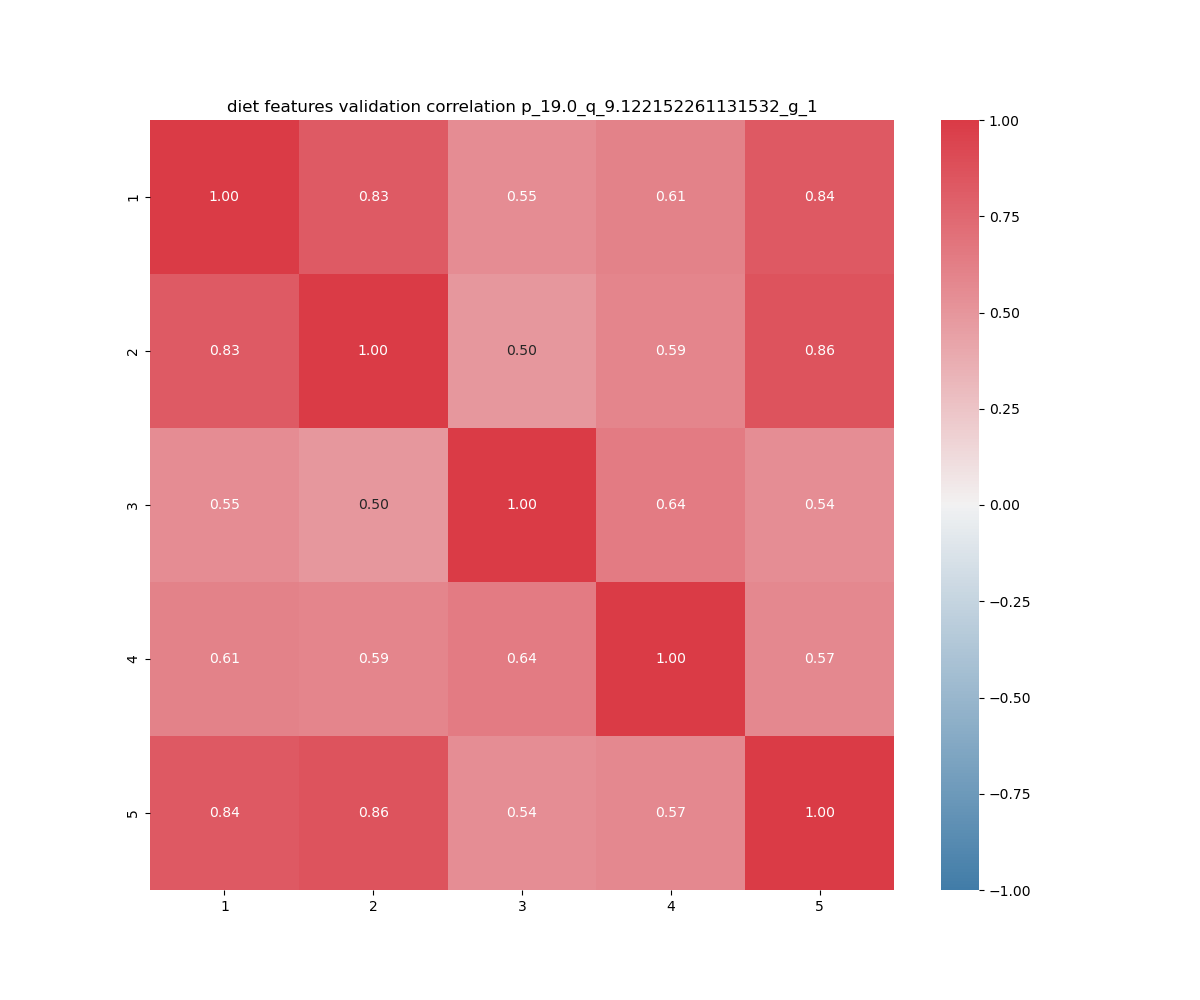 diet features validation correlation p_19.0_q_9.122152261131532_g_1
1 1.00 0.83 0.55 0.61 0.84
2 0.83 1.00 0.50 0.59 0.86
3 0.55 0.50 1.00 0.64 0.54
4 0.61 0.59 0.64 1.00 0.57
5 0.84 0.86 0.54 0.57 1.00
1 2 3 4 5
1.00
0.75
0.50
0.25
0.00
−0.25
−0.50
−0.75
−1.00